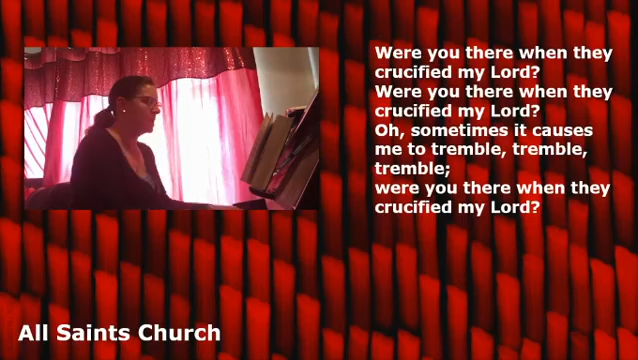 Were you there when they
crucified my Lord?
Were you there when they
crucified my Lord?
Oh, sometimes it causes
me to tremble, tremble,
tremble;
were you there when they
crucified my Lord?
All Saints Church